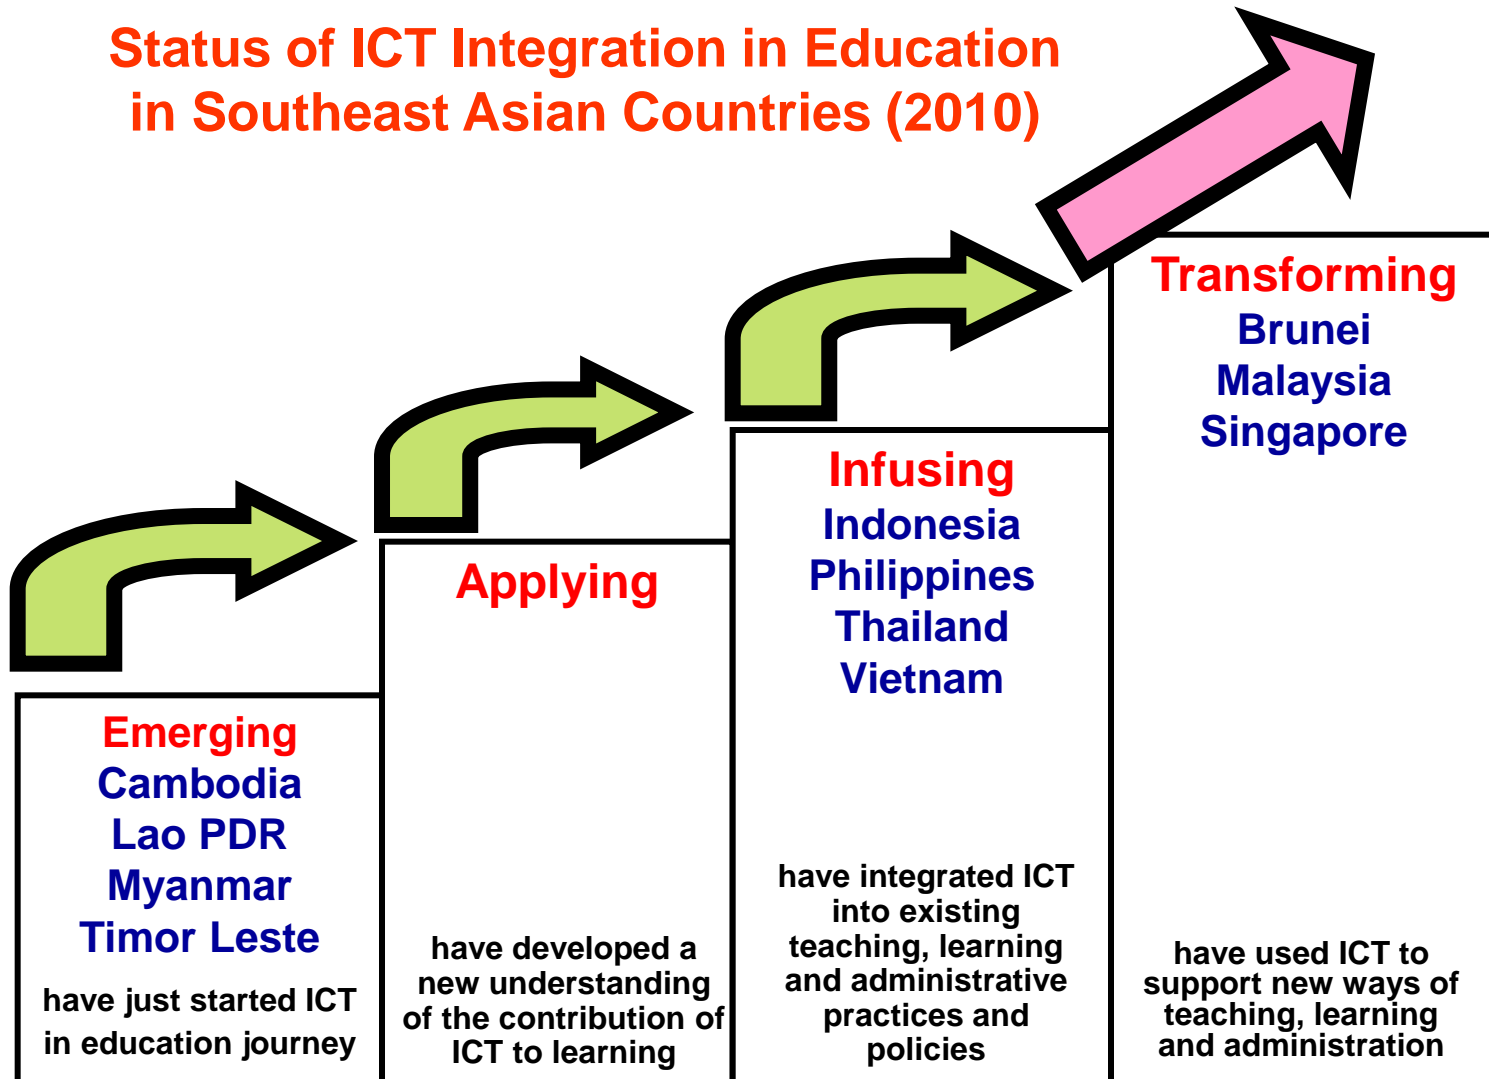 Status of ICT Integration in Education
in Southeast Asian Countries (2010)
Emerging
Cambodia
Lao PDR
Myanmar
Timor Leste
have just started ICT
in education journey
Applying
have developed a
new understanding
of the contribution of
ICT to learning
Infusing
Indonesia
Philippines
Thailand
Vietnam
have integrated ICT
into existing
teaching, learning
and administrative
practices and
policies
Transforming
Brunei
Malaysia
Singapore
have used ICT to
support new ways of
teaching, learning
and administration